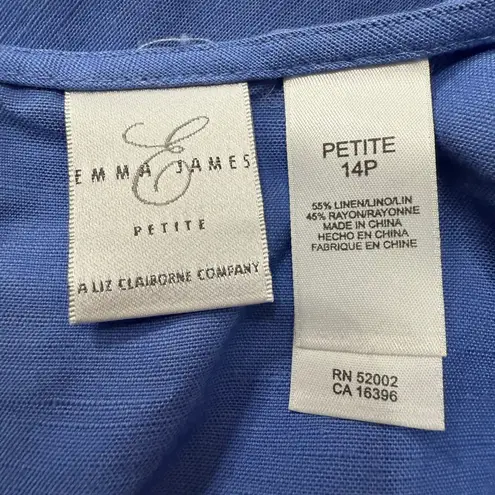 E
EMMA JAMES
PETITE
A LIZ CLAIBORNE COMPANY
PETITE
14P
55% LINEN/LINO/LIN
45% RAYON/RAYONNE
MADE IN CHINA
HECHO EN CHINA
FABRIQUE EN CHINE
RN 52002
CA 16396